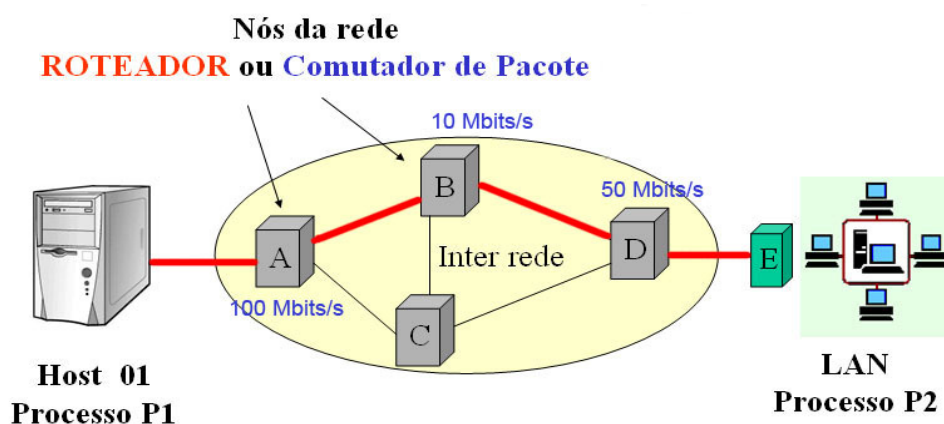 Nós da rede
ROTEADOR ou Comutador de Pacote
10 Mbits/s
B
50 Mbits/s
A
Inter rede
D
E
100 Mbits/s
C
Host 01
Processo P1
LAN
Processo P2